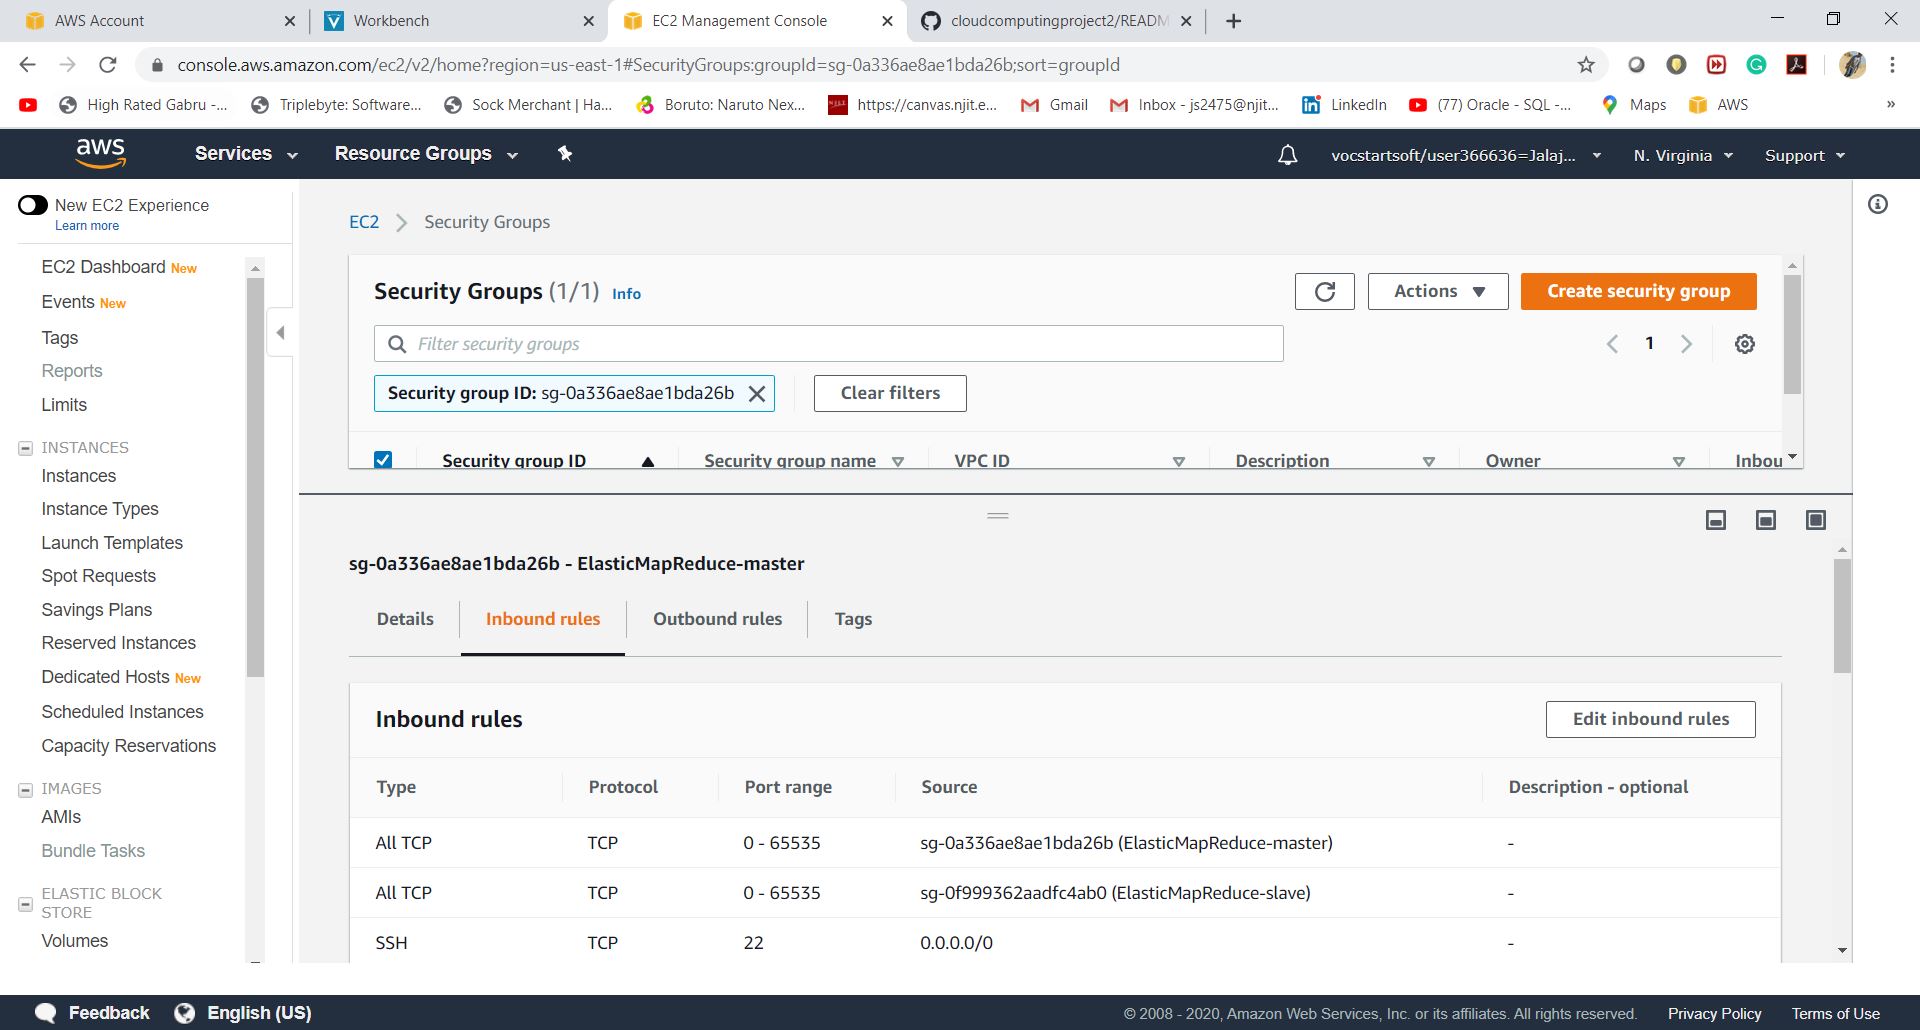 AWS Account
Workbench
EC2 Management Console
cloudcomputingproject2/READM
console.aws.amazon.com/ec2/v2/home?region=us-east-1#SecurityGroups:groupId=sg-0a336ae8ae1bda26b;sort=groupId
High Rated Gabru -...
Triplebyte: Software...
Sock Merchant | Ha...
Boruto: Naruto Nex...
https://canvas.njit.e...
Gmail
Inbox - js2475@njit...
LinkedIn
(77) Oracle - SQL -...
Maps
AWS
»
aws
Services
Resource Groups
vocstartsoft/user366636=Jalaj...
N. Virginia
Support
New EC2 Experience
Learn more
EC2 Dashboard New
Events New
Tags
Reports
Limits
INSTANCES
Instances
Instance Types
Launch Templates
Spot Requests
Savings Plans
Reserved Instances
Dedicated Hosts New
Scheduled Instances
Capacity Reservations
IMAGES
AMIs
Bundle Tasks
ELASTIC BLOCK
STORE
Volumes
EC2 > Security Groups
Security Groups (1/1) Info
Actions
Create security group
Filter security groups
1
Security group ID: sg-0a336ae8ae1bda26b
Clear filters
Security group ID
Security group name
VPC ID
Description
Owner
Inbou
sg-0a336ae8ae1bda26b - ElasticMapReduce-master
Details
Inbound rules
Outbound rules
Tags
Inbound rules
Edit inbound rules
Type Protocol Port range Source Description - optional
All TCP TCP 0 - 65535 sg-0a336ae8ae1bda26b (ElasticMapReduce-master) -
All TCP TCP 0 - 65535 sg-0f999362aadfc4ab0 (ElasticMapReduce-slave) -
SSH TCP 22 0.0.0.0/0 -
Feedback
English (US)
© 2008 - 2020, Amazon Web Services, Inc. or its affiliates. All rights reserved.
Privacy Policy
Terms of Use